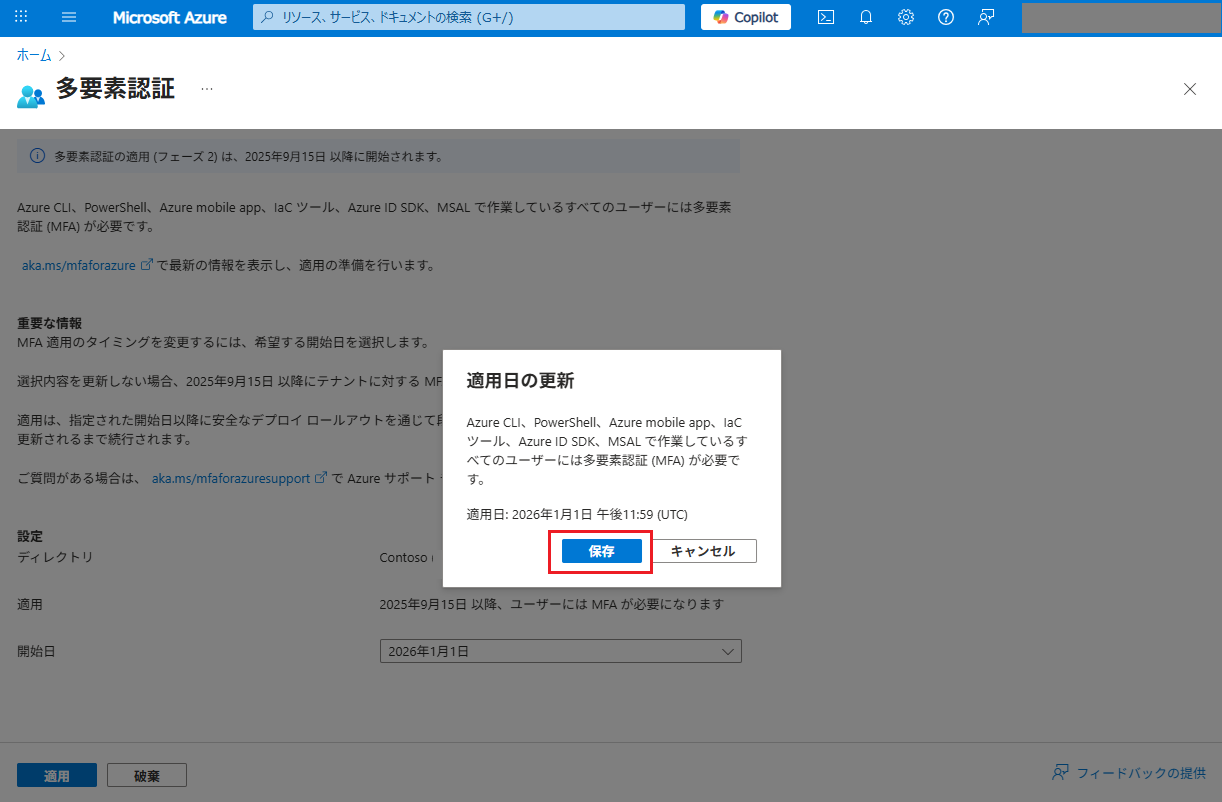 Microsoft Azure
リソース、サービス、ドキュメントの検索 (G+/)
Copilot
ホーム
多要素認証
多要素認証の適用 (フェーズ 2) は、2025年9月15日 以降に開始されます。
Azure CLI、PowerShell、Azure mobile app、IaC ツール、Azure ID SDK、MSAL で作業しているすべてのユーザーには多要素
認証 (MFA) が必要です。
aka.ms/mfaforazure で最新の情報を表示し、適用の準備を行います。
重要な情報
MFA 適用のタイミングを変更するには、希望する開始日を選択します。
選択内容を更新しない場合、2025年9月15日 以降にテナントに対する MF
適用は、指定された開始日以降に安全なデプロイ ロールアウトを通じて
更新されるまで続行されます。
ご質問がある場合は、 aka.ms/mfaforazuresupport で Azure サポート
設定
ディレクトリ
Contoso
適用
2025年9月15日 以降、ユーザーには MFA が必要になります
開始日
2026年1月1日
適用日の更新
Azure CLI、PowerShell、Azure mobile app、IaC
ツール、Azure ID SDK、MSAL で作業しているす
べてのユーザーには多要素認証 (MFA) が必要で
す。
適用日: 2026年1月1日 午後11:59 (UTC)
保存
キャンセル
適用
破棄
フィードバックの提供